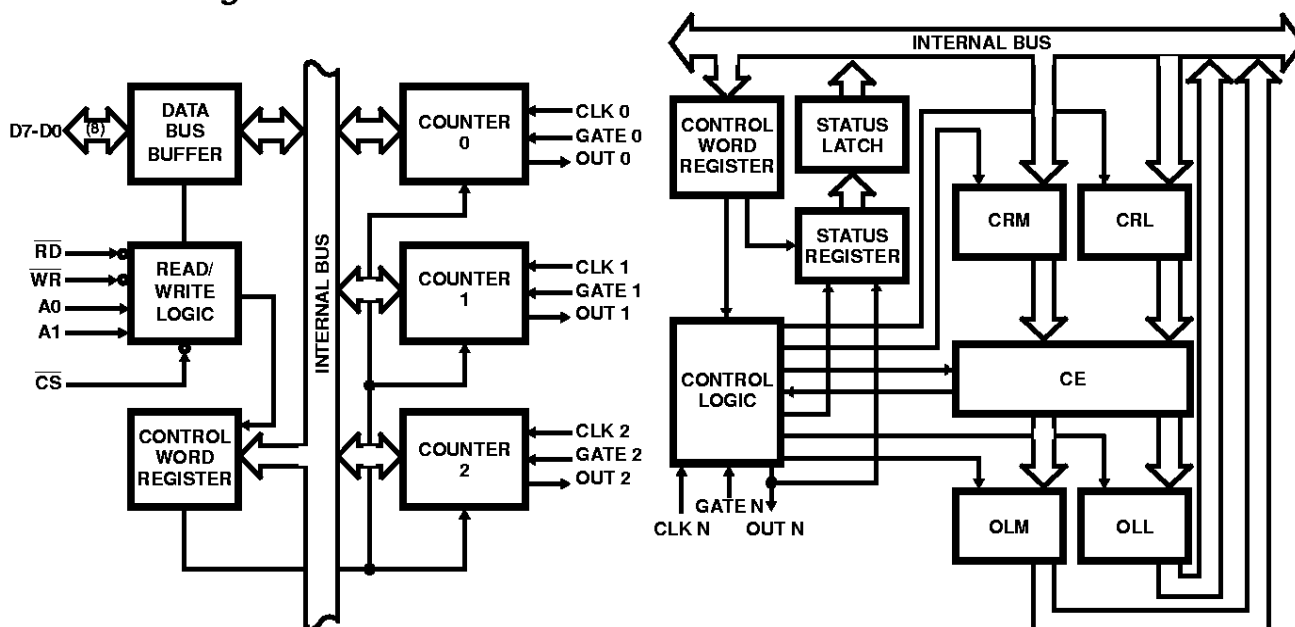 D7-D0
(8)
DATA
BUS
BUFFER
RD
WR
A0
A1
CS
READ/
WRITE
LOGIC
CONTROL
WORD
REGISTER
INTERNAL BUS
COUNTER
0
CLK 0
GATE 0
OUT 0
COUNTER
1
CLK 1
GATE 1
OUT 1
COUNTER
2
CLK 2
GATE 2
OUT 2
INTERNAL BUS
CONTROL
WORD
REGISTER
STATUS
LATCH
STATUS
REGISTER
CRM
CRL
CONTROL
LOGIC
CE
GATE N
CLK N
OUT N
OLM
OLL